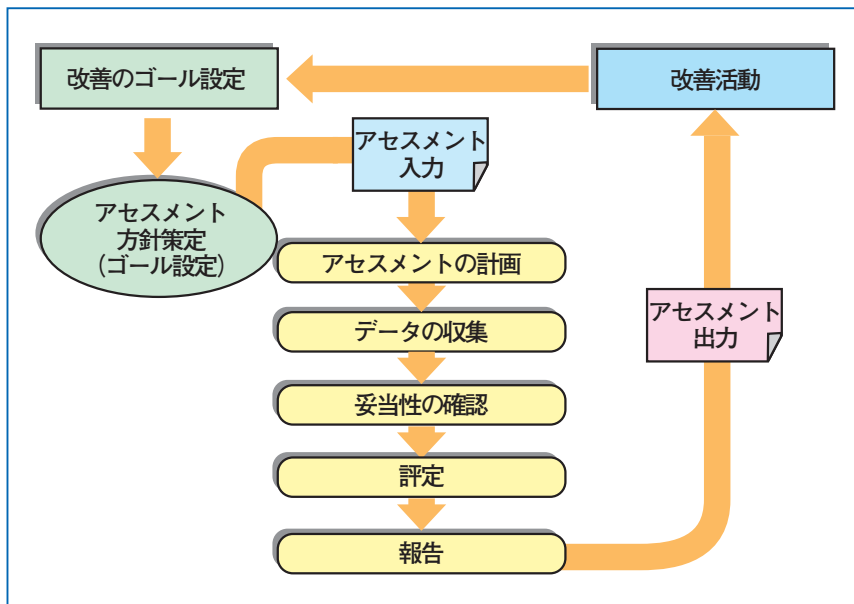 改善のゴール設定
改善活動
アセスメント
入力
アセスメント
方針策定
(ゴール設定)
アセスメントの計画
データの収集
アセスメント
出力
妥当性の確認
評定
報告